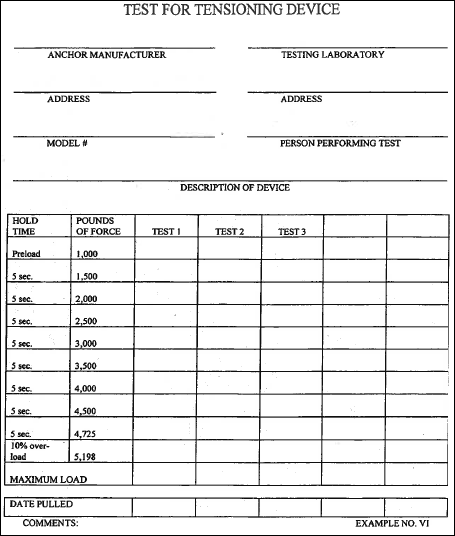 TEST FOR TENSIONING DEVICE
ANCHOR MANUFACTURER TESTING LABORATORY
ADDRESS ADDRESS
MODEL # PERSON PERFORMING TEST
DESCRIPTION OF DEVICE
HOLD TIME POUNDS OF FORCE TEST 1 TEST 2 TEST 3
Preload 1,000
5 sec. 1,500
5 sec. 2,000
5 sec. 2,500
5 sec. 3,000
5 sec. 3,500
5 sec. 4,000
5 sec. 4,500
5 sec. 4,725
10% over-
load 5,198
MAXIMUM LOAD
DATE PULLED
COMMENTS: EXAMPLE NO. VI